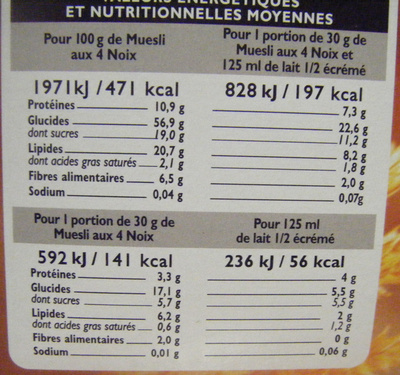 VALEURS ENERGETIQUES
ET NUTRITIONNELLES MOYENNES
Pour 100 g de Muesli
aux 4 Noix
1971kJ/471 kcal
Protéines 10,9 g
Glucides 56,9 g
dont sucres 19,0 g
Lipides 20,7 g
dont acides gras saturés 2,1 g
Fibres alimentaires 6,5 g
Sodium 0,04 g
Pour 1 portion de 30 g de
Muesli aux 4 Noix et
125 ml de lait 1/2 écrémé
828 kJ / 197 kcal
7,3 g
22,6 g
11,2 g
8,2 g
1,8 g
2,0 g
0,07g
Pour 1 portion de 30 g de
Muesli aux 4 Noix
592 kJ / 141 kcal
Protéines 3,3 g
Glucides 17,1 g
dont sucres 5,7 g
Lipides 6,2 g
dont acides gras saturés 0,6 g
Fibres alimentaires 2,0 g
Sodium 0,01 g
Pour 125 ml
de lait 1/2 écrémé
236 kJ / 56 kcal
4 g
5,5 g
5,5 g
2 g
1,2 g
0 g
0,06 g